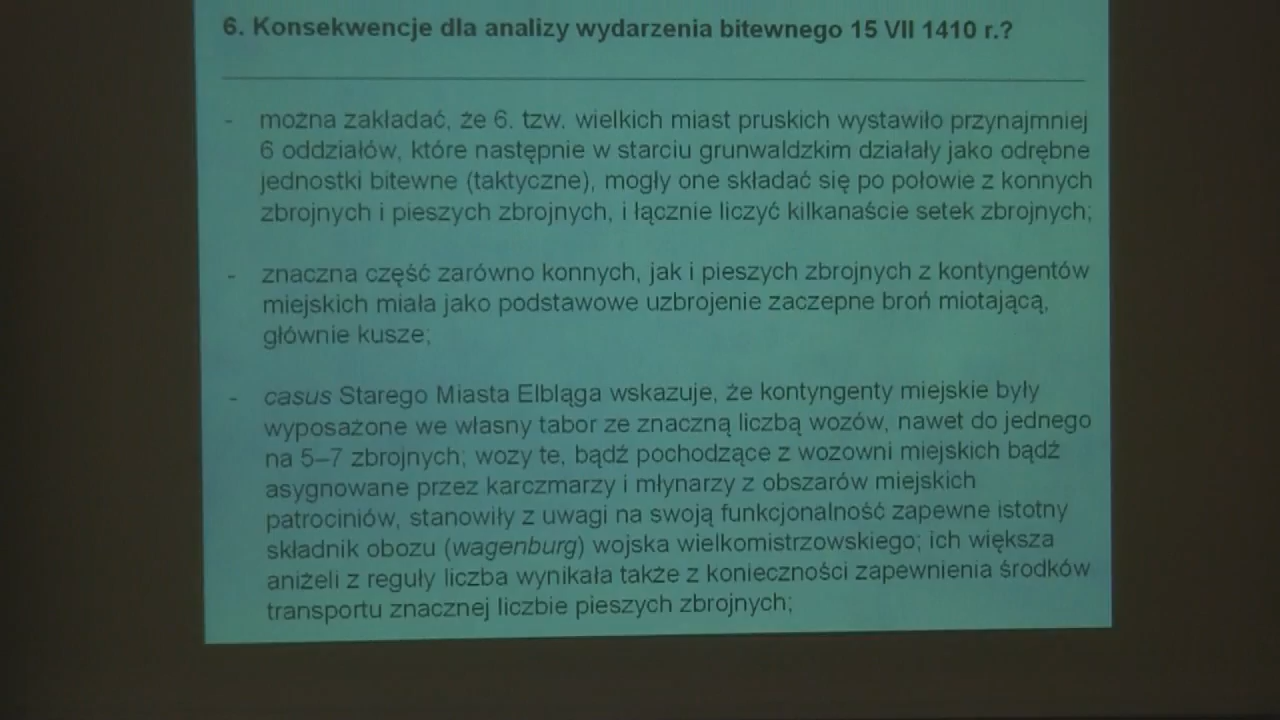 6. Konsekwencje dla analizy wydarzenia bitewnego 15 VII 1410 r.?
- można zakładać, że 6. tzw. wielkich miast pruskich wystawiło przynajmniej
6 oddziałów, które następnie w starciu grunwaldzkim działały jako odrębne
jednostki bitewne (taktyczne), mogły one składać się po połowie z konnych
zbrojnych i pieszych zbrojnych, i łącznie liczyć kilkanaście setek zbrojnych;
- znaczna część zarówno konnych, jak i pieszych zbrojnych z kontyngentów
miejskich miała jako podstawowe uzbrojenie zaczepne broń miotającą,
głównie kusze;
- casus Starego Miasta Elbląga wskazuje, że kontyngenty miejskie były
wyposażone we własny tabor ze znaczną liczbą wozów, nawet do jednego
na 5–7 zbrojnych; wozy te, bądź pochodzące z wozowni miejskich bądź
asygnowane przez karczmarzy i młynarzy z obszarów miejskich
patrociniów, stanowiły z uwagi na swoją funkcjonalność zapewne istotny
składnik obozu (wagenburg) wojska wielkomistrzowskiego; ich większa
aniżeli z reguły liczba wynikała także z konieczności zapewnienia środków
transportu znacznej liczbie pieszych zbrojnych;